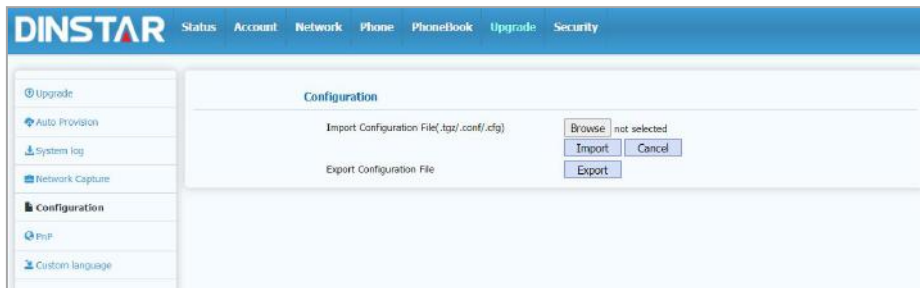 DINSTAR
Status Account Network Phone PhoneBook Upgrade Security
Upgrade
Auto Provision
System log
Network Capture
Configuration
PnP
Custom language
Configuration
Import Configuration File(.tgz/.conf/.cfg) Browse not selected
Import Cancel
Export Configuration File Export